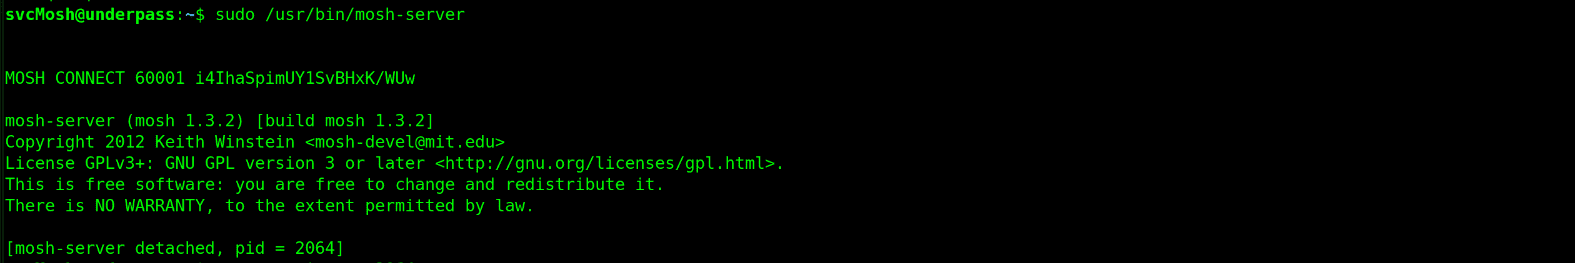 svcMosh@underpass:~$ sudo /usr/bin/mosh-server
MOSH CONNECT 60001 i4IhaSpimUY1SvBHxK/WUw
mosh-server (mosh 1.3.2) [build mosh 1.3.2]
Copyright 2012 Keith Winstein <mosh-devel@mit.edu>
License GPLv3+: GNU GPL version 3 or later <http://gnu.org/licenses/gpl.html>.
This is free software: you are free to change and redistribute it.
There is NO WARRANTY, to the extent permitted by law.
[mosh-server detached, pid = 2064]